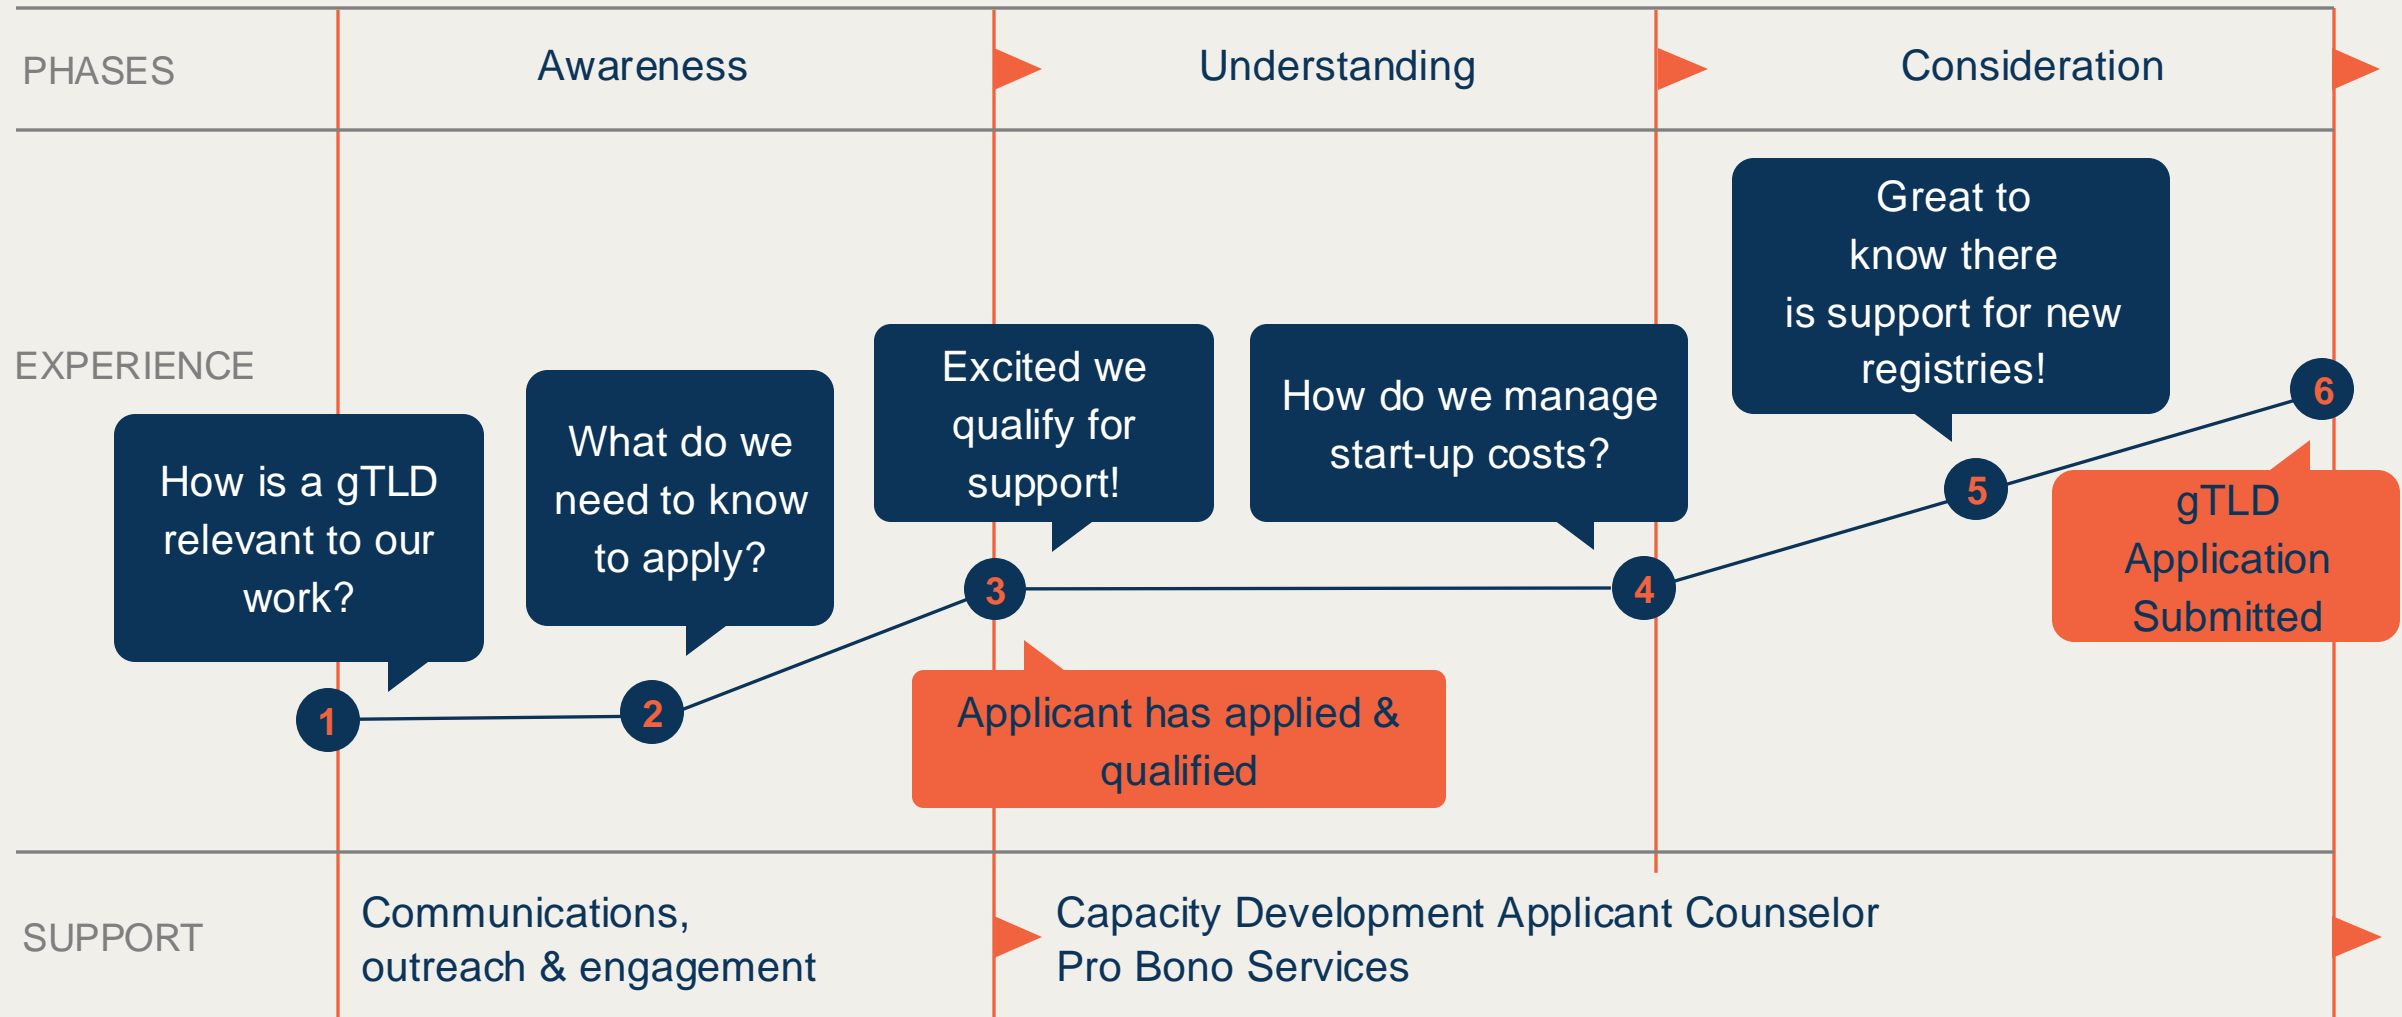 PHASES
Awareness
Understanding
Consideration
EXPERIENCE
How is a gTLD
relevant to our
work?
What do we
need to know
to apply?
Excited we
qualify for
support!
How do we manage
start-up costs?
Great to
know there
is support for new
registries!
1
2
3
4
5
6
Applicant has applied &
qualified
gTLD
Application
Submitted
SUPPORT
Communications,
outreach & engagement
Capacity Development Applicant Counselor
Pro Bono Services